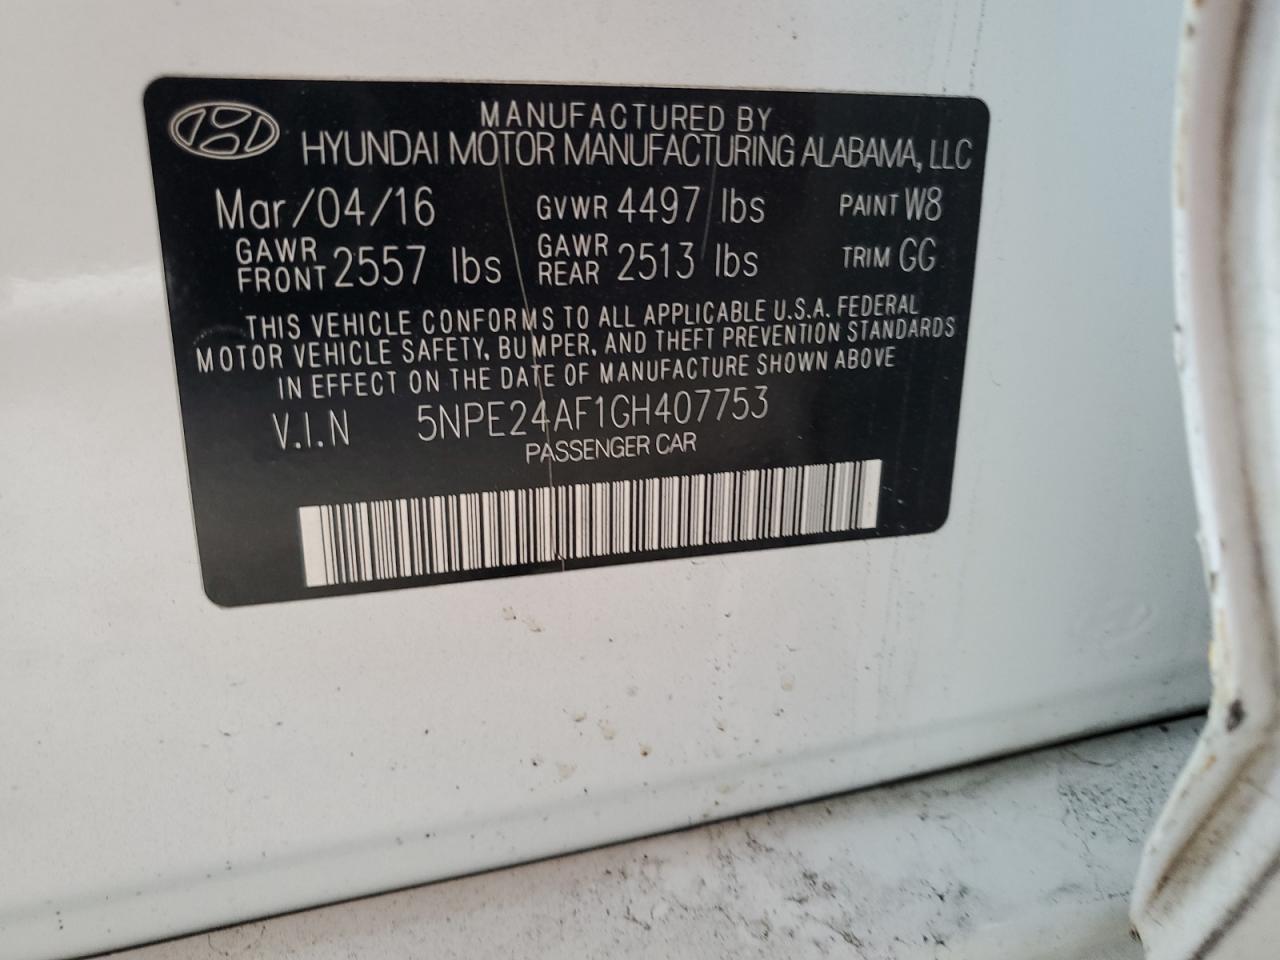 MANUFACTURED BY
HYUNDAI MOTOR MANUFACTURING ALABAMA, LLC
Mar/04/16 GVWR 4497 lbs PAINT W8
GAWR FRONT 2557 lbs GAWR REAR 2513 lbs TRIM GG
THIS VEHICLE CONFORMS TO ALL APPLICABLE U.S.A. FEDERAL
MOTOR VEHICLE SAFETY, BUMPER, AND THEFT PREVENTION STANDARDS
IN EFFECT ON THE DATE OF MANUFACTURE SHOWN ABOVE
V.I.N 5NPE24AF1GH407753
PASSENGER CAR